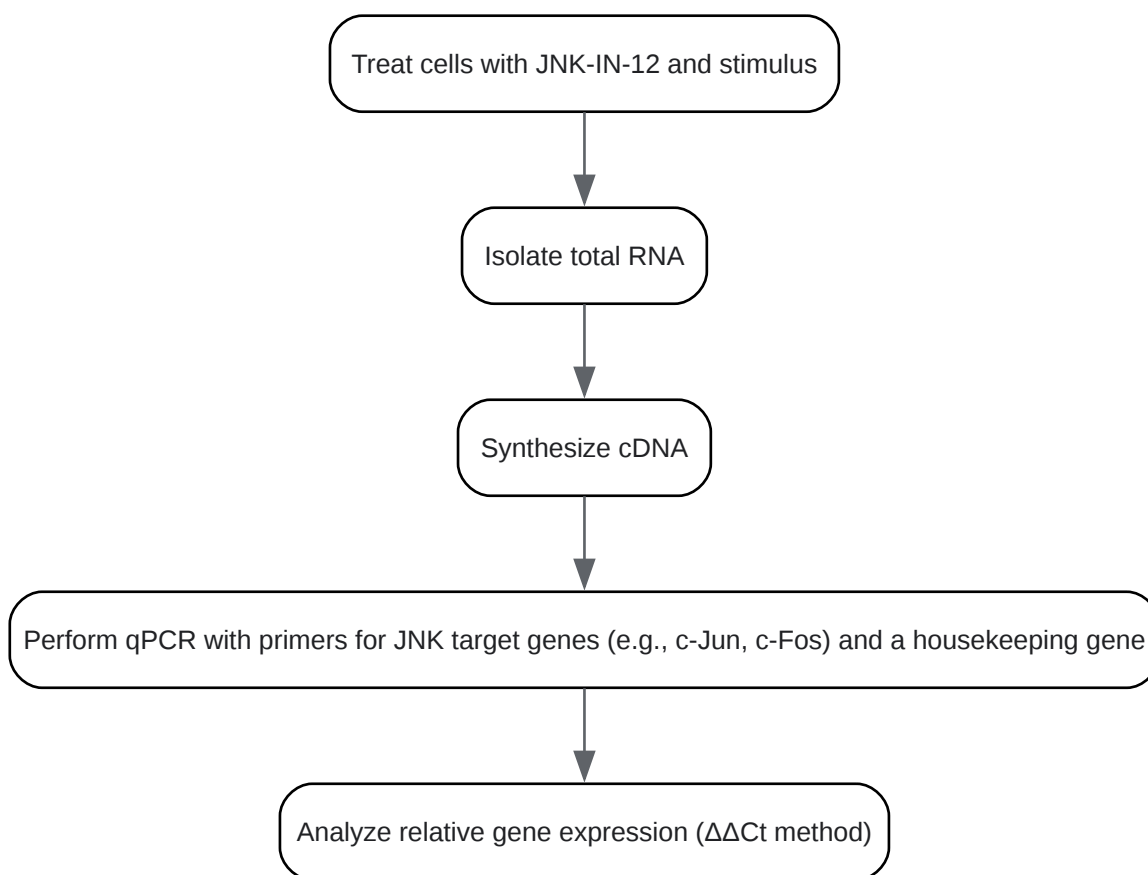 Treat cells with JNK-IN-12 and stimulus
Isolate total RNA
Synthesize cDNA
Perform qPCR with primers for JNK target genes (e.g., c-Jun, c-Fos) and a housekeeping gene
Analyze relative gene expression (ΔΔCt method)